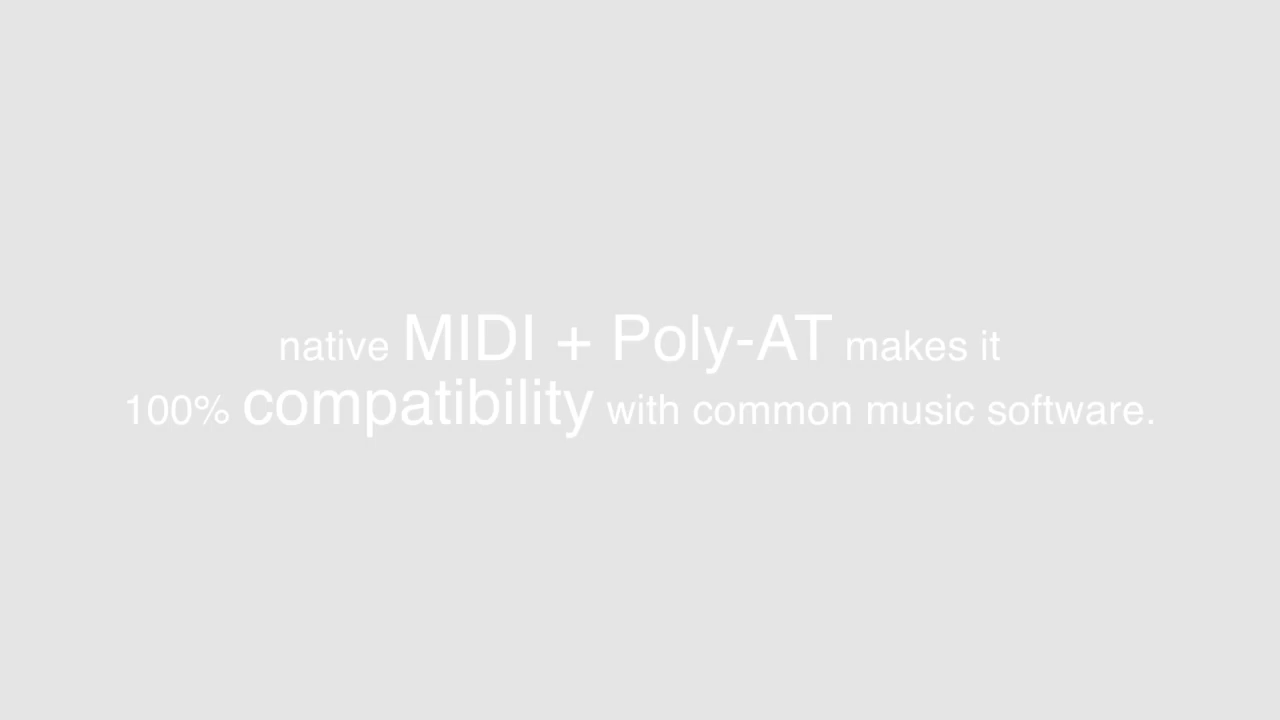 native MIDI + Poly-AT makes it
100% compatibility with common music software.